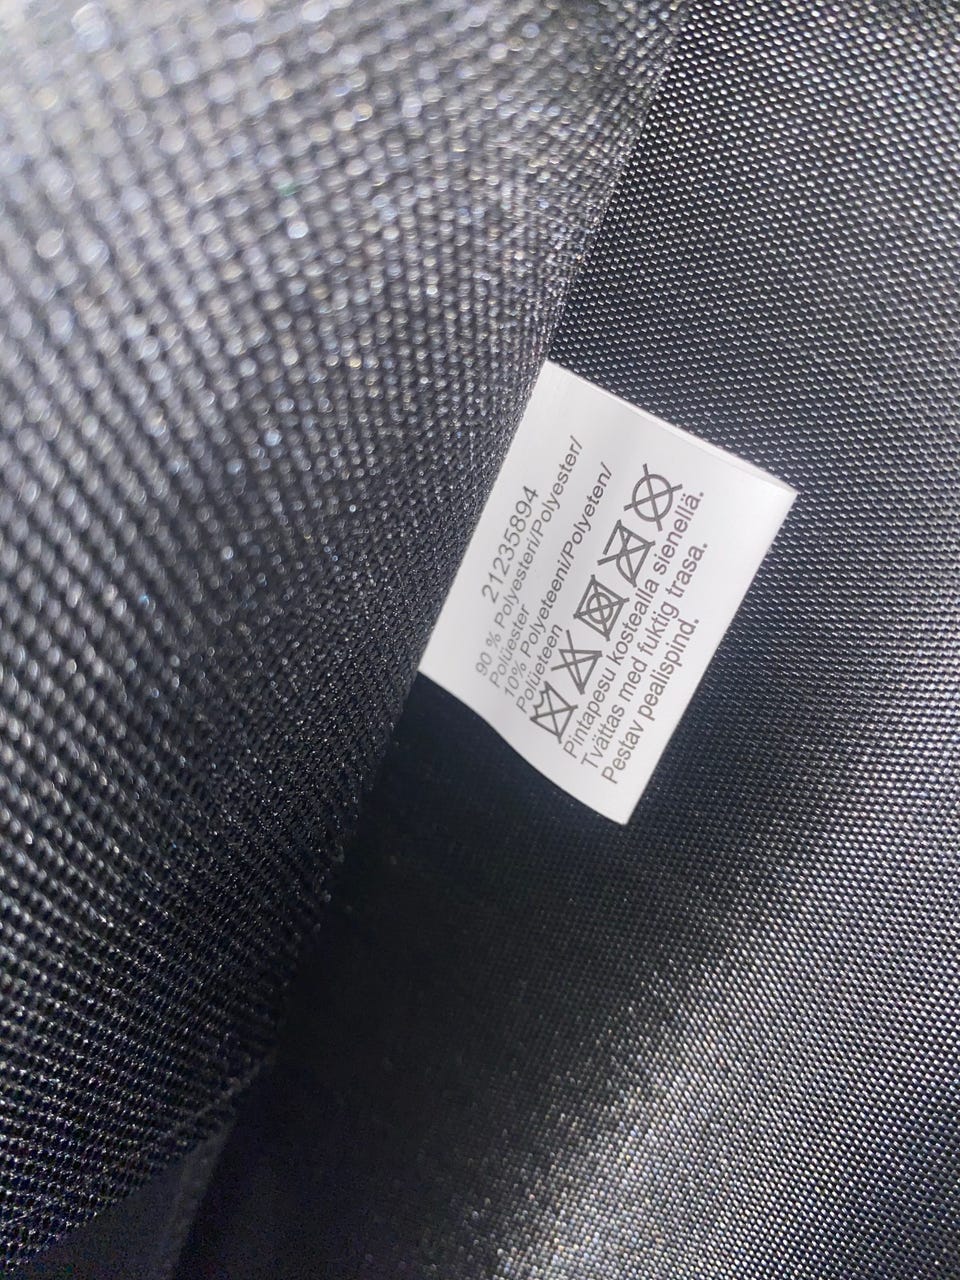 21235894
90 % Polyesteri/Polyester/
Polüester
10% Polyeteeni/Polyeten/
Polüeteen
Pintapesu kostealla sienellä.
Tvättas med fuktig trasa.
Pestav pealispind.